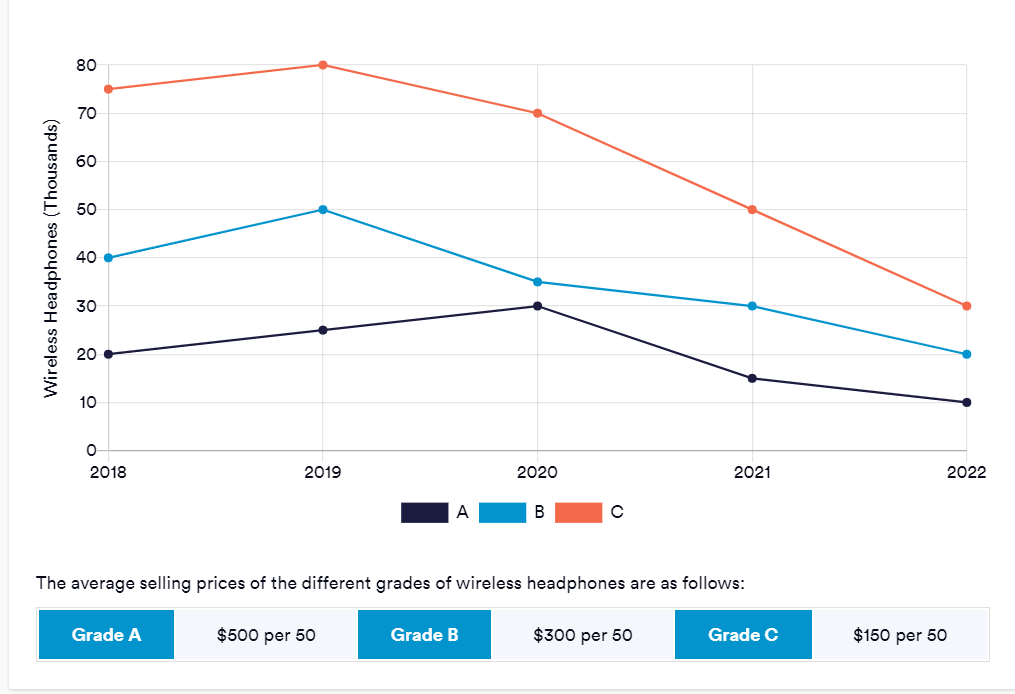 80
70
60
50
40
30
20
10
0
Wireless Headphones (Thousands)
2018 2019 2020 2021 2022
A B C
The average selling prices of the different grades of wireless headphones are as follows:
Grade A $500 per 50 Grade B $300 per 50 Grade C $150 per 50